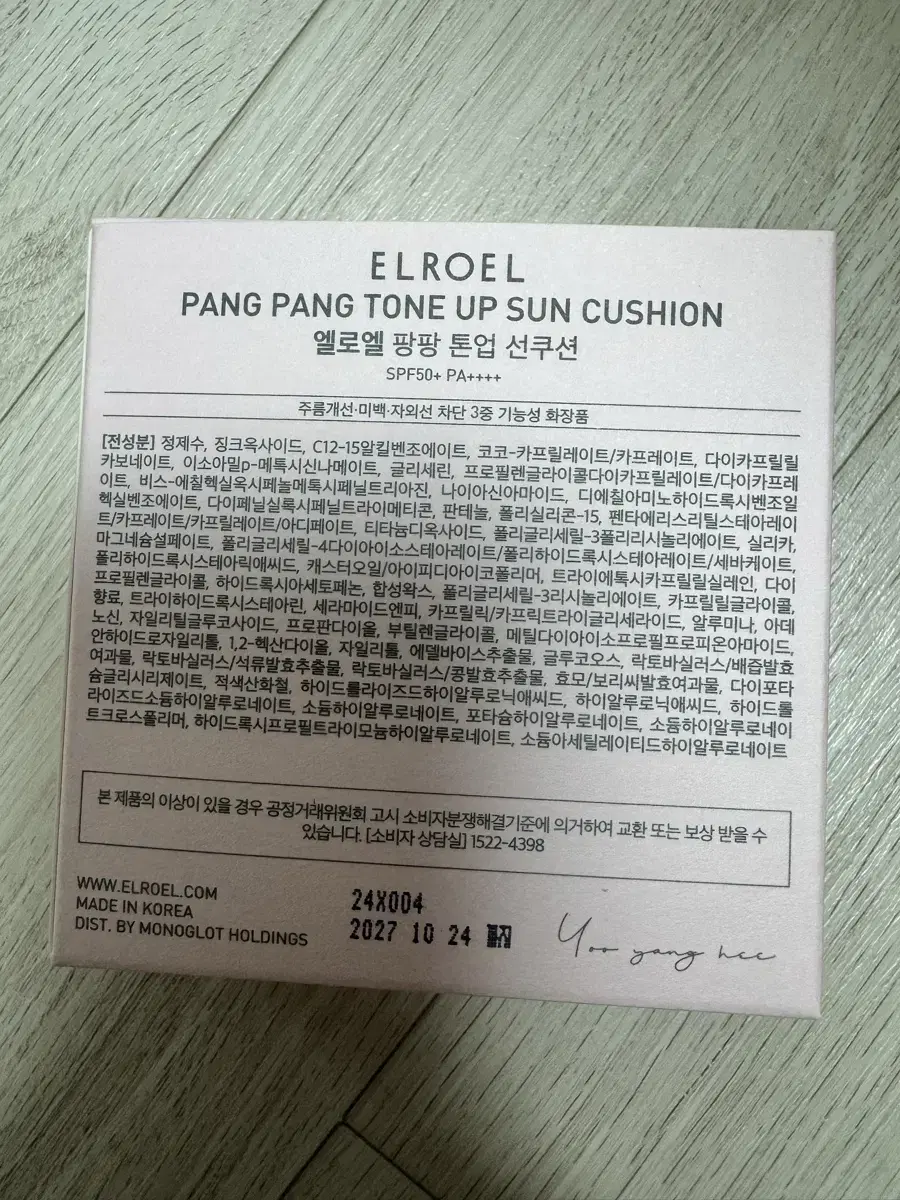 ELROEL
PANG PANG TONE UP SUN CUSHION
엘로엘 팡팡 톤업 선쿠션
SPF50+ PA++++
주름개선·미백·자외선 차단 3중 기능성 화장품
[전성분] 정제수, 징크옥사이드, C12-15알킬벤조에이트, 코코-카프릴레이트/카프레이트, 다이카프릴릴
카보네이트, 이소아밀p-메톡시신나메이트, 글리세린, 프로필렌글라이콜다이카프릴레이트/다이카프레
이트, 비스-에칠헥실옥시페놀메톡시페닐트리아진, 나이아신아마이드, 디에칠아미노하이드록시벤조일
헥실벤조에이트, 다이페닐실록시페닐트라이메티콘, 판테놀, 폴리실리콘-15, 펜타에리스리틸스테아레이
트/카프레이트/카프릴레이트/아디페이트, 티타늄디옥사이드, 폴리글리세릴-3폴리리시놀리에이트, 실리카,
마그네슘설페이트, 폴리글리세릴-4다이아이소스테아레이트/폴리하이드록시스테아레이트/세바케이트,
폴리하이드록시스테아릭애씨드, 캐스터오일/아이피디아이코폴리머, 트라이에톡시카프릴릴실레인, 다이
프로필렌글라이콜, 하이드록시아세토페논, 합성왁스, 폴리글리세릴-3리시놀리에이트, 카프릴릴글라이콜,
향료, 트라이하이드록시스테아린, 세라마이드엔피, 카프릴릭/카프릭트라이글리세라이드, 알루미나, 아데
노신, 자일리틸글루코사이드, 프로판다이올, 부틸렌글라이콜, 메틸다이아이소프로필프로피온아마이드,
안하이드로자일리톨, 1,2-헥산다이올, 자일리톨, 에델바이스추출물, 글루코오스, 락토바실러스/배즙발효
여과물, 락토바실러스/석류발효추출물, 락토바실러스/콩발효추출물, 효모/보리씨발효여과물, 다이포타
슘글리시리제이트, 적색산화철, 하이드롤라이즈드하이알루로닉애씨드, 하이알루로닉애씨드, 하이드롤
라이즈드소듐하이알루로네이트, 소듐하이알루로네이트, 포타슘하이알루로네이트, 소듐하이알루로네이
트크로스폴리머, 하이드록시프로필트라이모늄하이알루로네이트, 소듐아세틸레이티드하이알루로네이트
본 제품의 이상이 있을 경우 공정거래위원회 고시 소비자분쟁해결기준에 의거하여 교환 또는 보상 받을 수
있습니다. [소비자 상담실] 1522-4398
WWW.ELROEL.COM
MADE IN KOREA
DIST. BY MONOGLOT HOLDINGS
24X004
2027 10 24 까지
Yoo yang hee